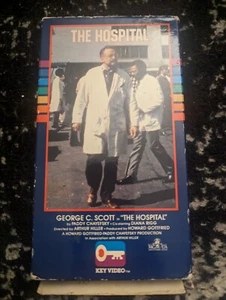 THE HOSPITAL
GEORGE C. SCOTT in "THE HOSPITAL"
by PADDY CHAYEFSKY • Co-starring DIANA RIGG
Directed by ARTHUR HILLER • Produced by HOWARD GOTTFRIED
A HOWARD GOTTFRIED-PADDY CHAYEFSKY PRODUCTION
In Association with ARTHUR HILLER
KEY VIDEO™